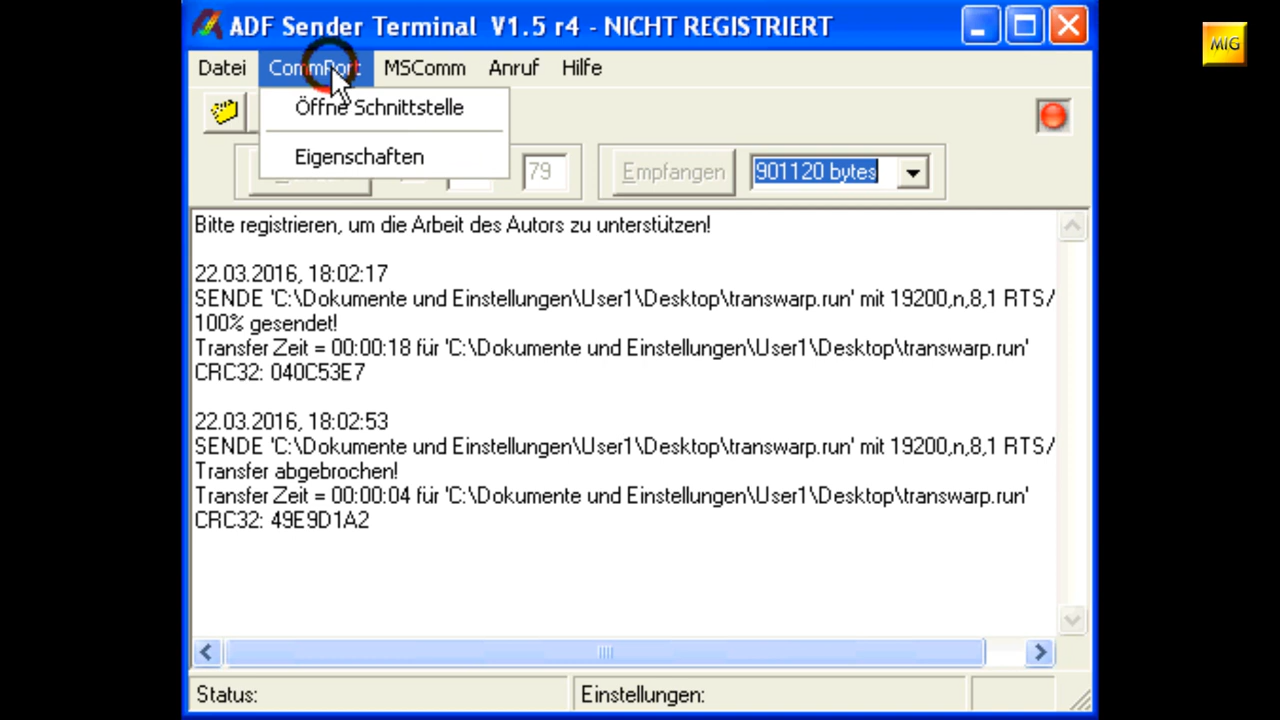 ADF Sender Terminal V1.5 r4 - NICHT REGISTRIERT
MIG
Datei CommPort MSComm Anruf Hilfe
Öffne Schnittstelle
Eigenschaften
79
Empfangen
901120 bytes
Bitte registrieren, um die Arbeit des Autors zu unterstützen!
22.03.2016, 18:02:17
SENDE 'C:\Dokumente und Einstellungen\User1\Desktop\transwarp.run' mit 19200,n,8,1 RTS/
100% gesendet!
Transfer Zeit = 00:00:18 für 'C:\Dokumente und Einstellungen\User1\Desktop\transwarp.run'
CRC32: 040C53E7
22.03.2016, 18:02:53
SENDE 'C:\Dokumente und Einstellungen\User1\Desktop\transwarp.run' mit 19200,n,8,1 RTS/
Transfer abgebrochen!
Transfer Zeit = 00:00:04 für 'C:\Dokumente und Einstellungen\User1\Desktop\transwarp.run'
CRC32: 49E9D1A2
Status:
Einstellungen: